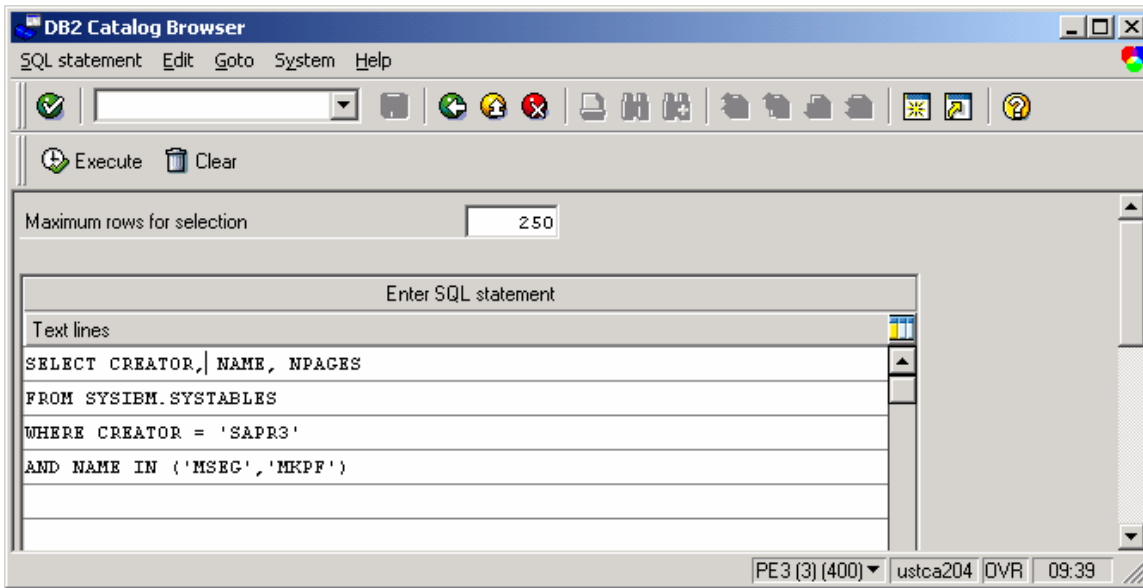 DB2 Catalog Browser
SQL statement Edit Goto System Help
Execute Clear
Maximum rows for selection 250
Enter SQL statement
Text lines
SELECT CREATOR, NAME, NPAGES
FROM SYSIBM.SYSTABLES
WHERE CREATOR = 'SAPR3'
AND NAME IN ('MSEG','MKPF')
PE3 (3) (400) ustca204 OVR 09:39